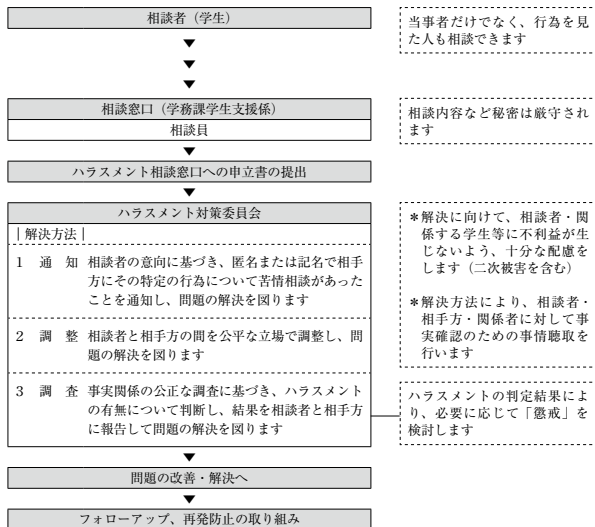 相談者（学生）
当事者だけでなく、行為を見
た人も相談できます
▼
▼
▼
相談窓口（学務課学生支援係）
相談員
相談内容など秘密は厳守され
ます
▼
ハラスメント相談窓口への申立書の提出
▼
ハラスメント対策委員会
｜解決方法｜
1　通　知　相談者の意向に基づき、匿名または記名で相手
方にその特定の行為について苦情相談があった
ことを通知し、問題の解決を図ります
2　調　整　相談者と相手方の間を公平な立場で調整し、問
題の解決を図ります
3　調　査　事実関係の公正な調査に基づき、ハラスメント
の有無について判断し、結果を相談者と相手方
に報告して問題の解決を図ります
＊解決に向けて、相談者・関
係する学生等に不利益が生
じないよう、十分な配慮を
します（二次被害を含む）
＊解決方法により、相談者・
相手方・関係者に対して事
実確認のための事情聴取を
行います
ハラスメントの判定結果によ
り、必要に応じて「懲戒」を
検討します
▼
問題の改善・解決へ
▼
フォローアップ、再発防止の取り組み